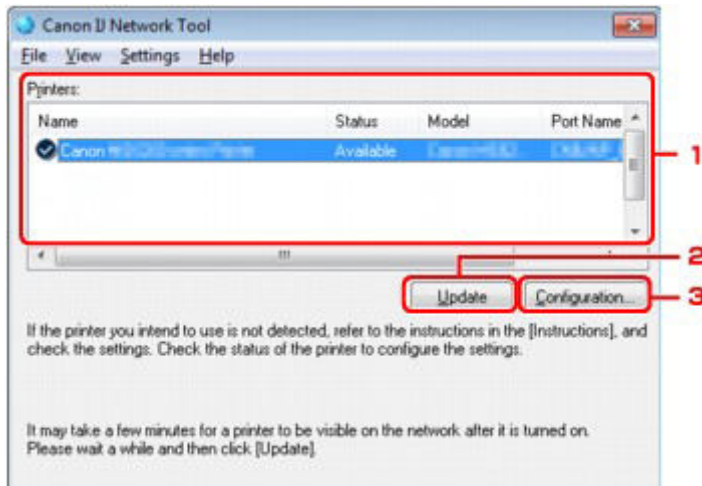 Canon IJ Network Tool
File View Settings Help
Printers:
Name Status Model Port Name
Canon Available
1
2
Update Configuration...
3
If the printer you intend to use is not detected, refer to the instructions in the [Instructions], and
check the settings. Check the status of the printer to configure the settings.
It may take a few minutes for a printer to be visible on the network after it is turned on.
Please wait a while and then click [Update].